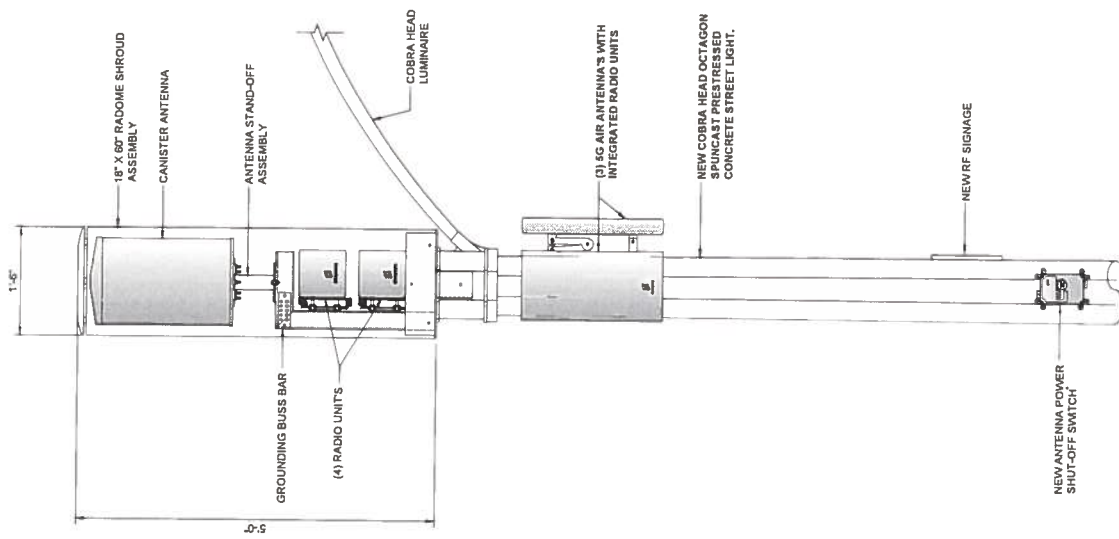 1'-6"
18" X 60" RADOME SHROUD
ASSEMBLY
CANISTER ANTENNA
ANTENNA STAND-OFF
ASSEMBLY
COBRA HEAD
LUMINAIRE
5'-0"
GROUNDING BUSS BAR
(4) RADIO UNIT'S
(3) 5G AIR ANTENNA'S WITH
INTEGRATED RADIO UNITS
NEW COBRA HEAD OCTAGON
SPUNCAST PRESTRESSED
CONCRETE STREET LIGHT.
NEW RF SIGNAGE
NEW ANTENNA POWER
SHUT-OFF SWITCH